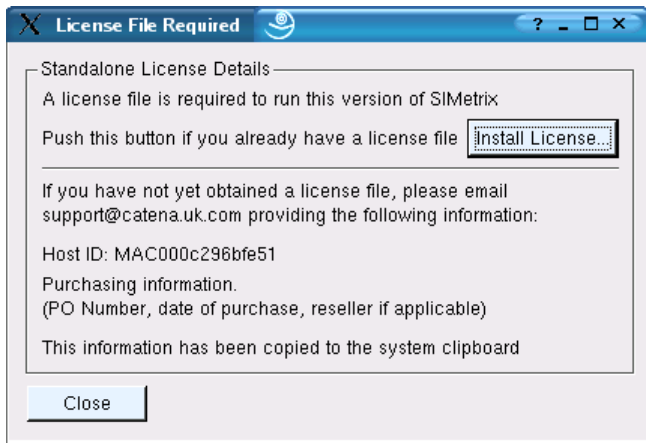 License File Required
Standalone License Details
A license file is required to run this version of SIMetrix
Push this button if you already have a license file
Install License...
If you have not yet obtained a license file, please email
support@catena.uk.com providing the following information:
Host ID: MAC000c296bfe51
Purchasing information.
(PO Number, date of purchase, reseller if applicable)
This information has been copied to the system clipboard
Close